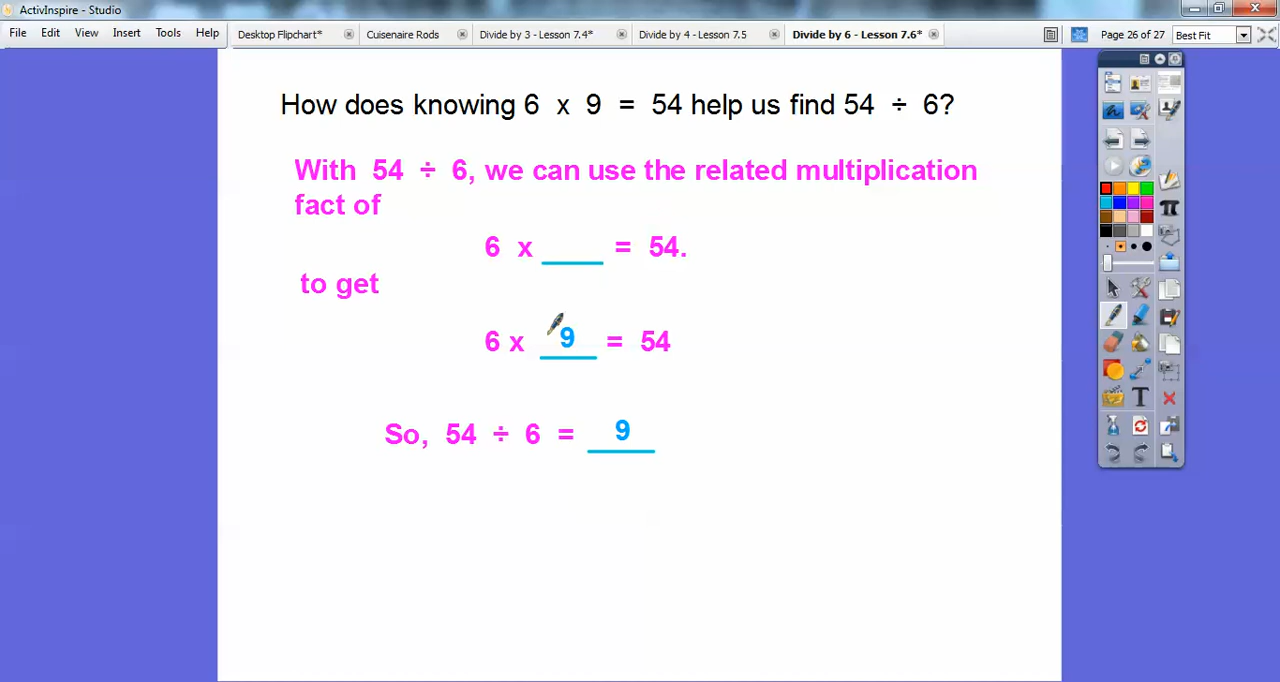 ActivInspire - Studio
File Edit View Insert Tools Help
Desktop Flipchart* Cuisenaire Rods Divide by 3 - Lesson 7.4* Divide by 4 - Lesson 7.5 Divide by 6 - Lesson 7.6* Page 26 of 27 Best Fit
How does knowing 6 x 9 = 54 help us find 54 ÷ 6?
With 54 ÷ 6, we can use the related multiplication
fact of
6 x ____ = 54.
to get
6 x 9 = 54
So, 54 ÷ 6 = 9